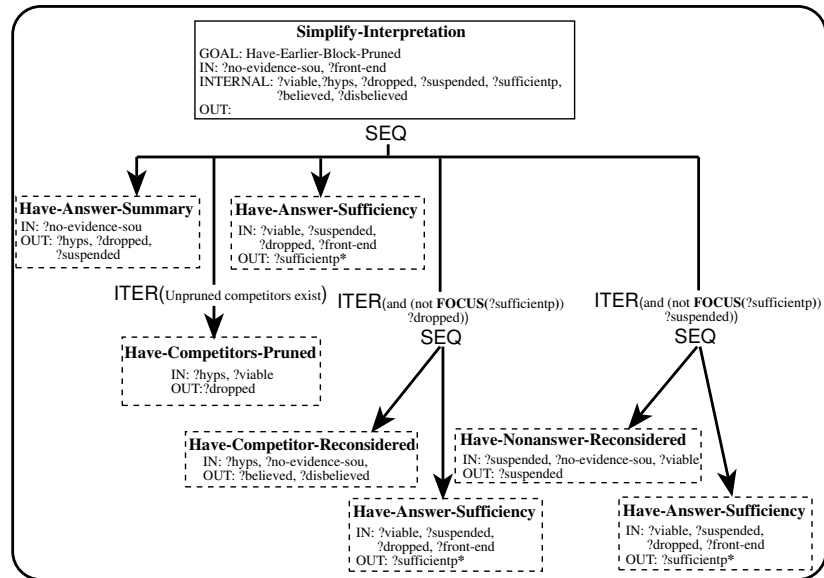 Simplify-Interpretation
GOAL: Have-Earlier-Block-Pruned
IN: ?no-evidence-sou, ?front-end
INTERNAL: ?viable,?hyps, ?dropped, ?suspended, ?sufficientp,
?believed, ?disbelieved
OUT:
SEQ
Have-Answer-Summary
IN: ?no-evidence-sou
OUT: ?hyps, ?dropped,
?suspended
Have-Answer-Sufficiency
IN: ?viable, ?suspended,
?dropped, ?front-end
OUT: ?sufficientp*
ITER(Unpruned competitors exist)
Have-Competitors-Pruned
IN: ?hyps, ?viable
OUT:?dropped
ITER(and (not FOCUS(?sufficientp))
?dropped))
SEQ
ITER(and (not FOCUS(?sufficientp))
?suspended))
SEQ
Have-Competitor-Reconsidered
IN: ?hyps, ?no-evidence-sou,
OUT: ?believed, ?disbelieved
Have-Answer-Sufficiency
IN: ?viable, ?suspended,
?dropped, ?front-end
OUT: ?sufficientp*
Have-Nonanswer-Reconsidered
IN: ?suspended, ?no-evidence-sou, ?viable
OUT: ?suspended
Have-Answer-Sufficiency
IN: ?viable, ?suspended,
?dropped, ?front-end
OUT: ?sufficientp*